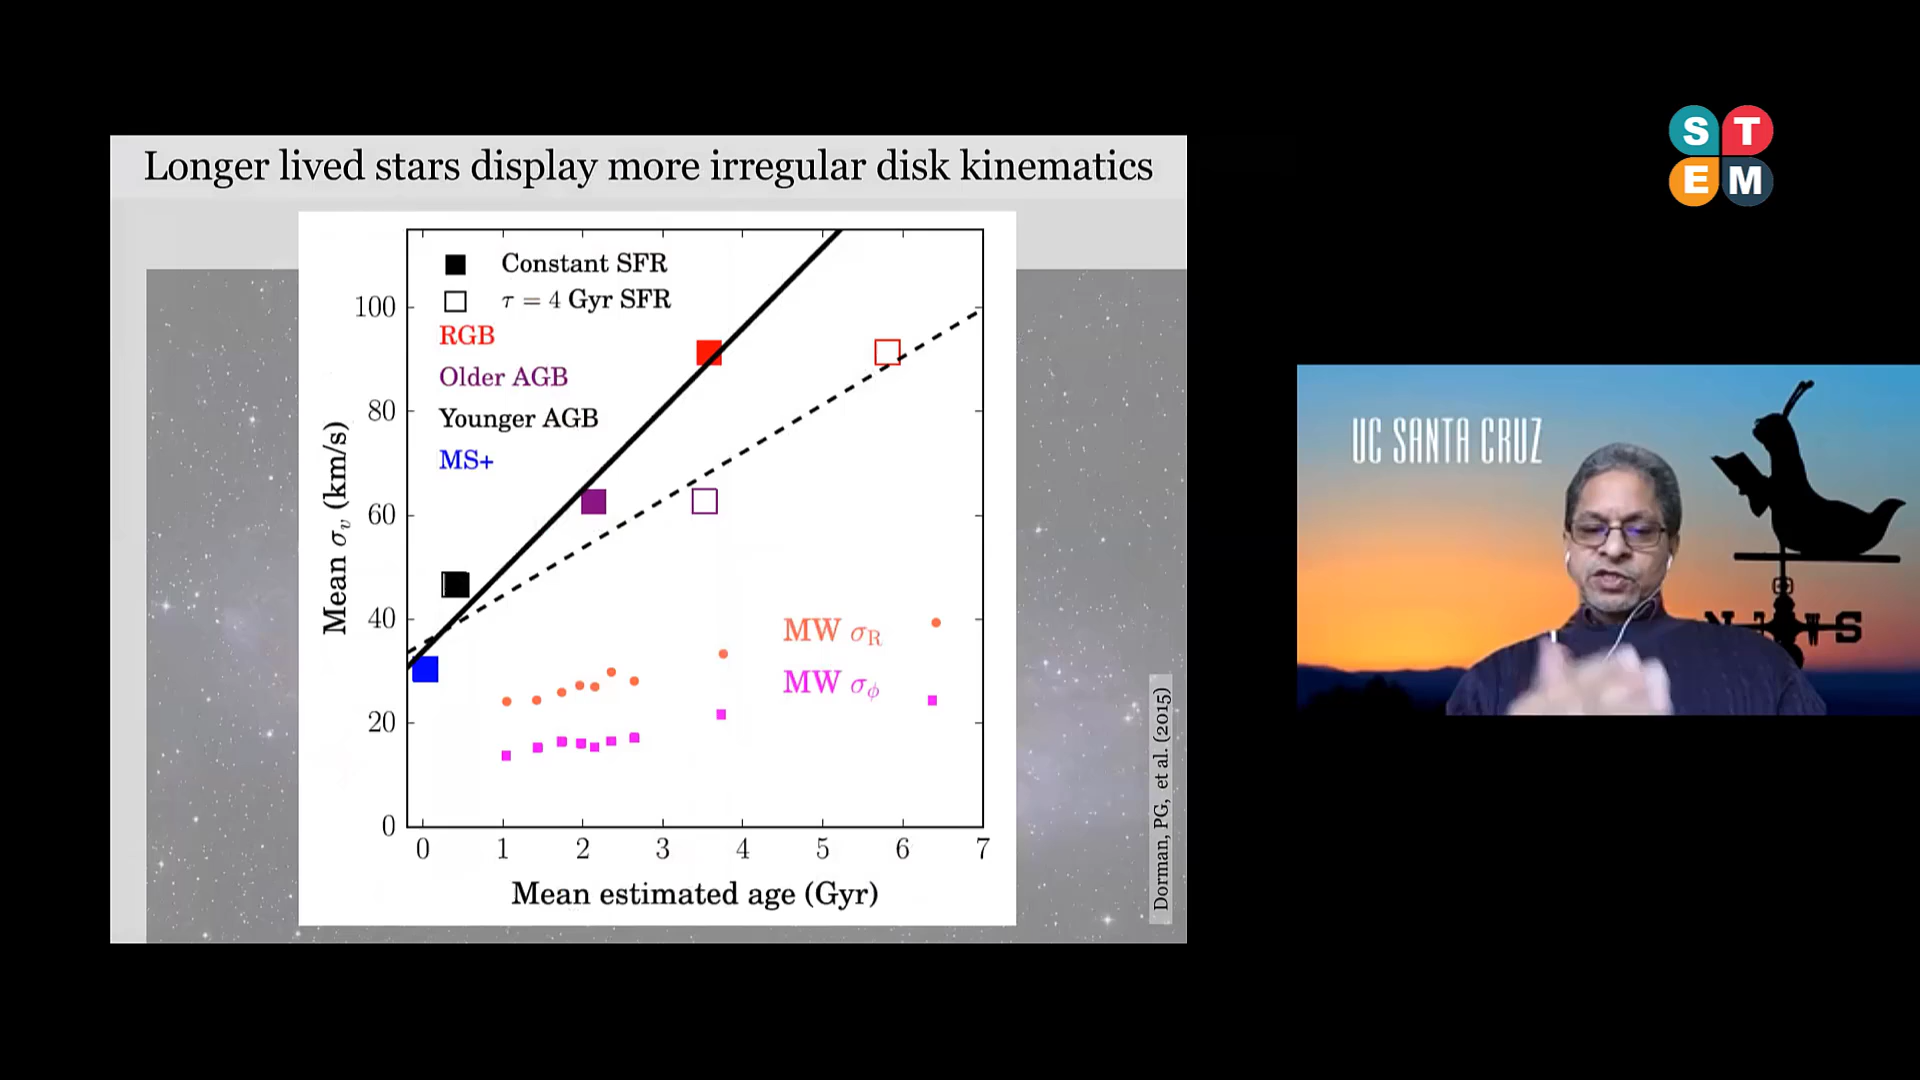 Longer lived stars display more irregular disk kinematics
Constant SFR
τ = 4 Gyr SFR
RGB
Older AGB
Younger AGB
MS+
MW σR
MW σϕ
100
80
60
40
20
0
0 1 2 3 4 5 6 7
Mean σv (km/s)
Mean estimated age (Gyr)
Dorman, PG, et al. (2015)
S T
E M
UC SANTA CRUZ
N S